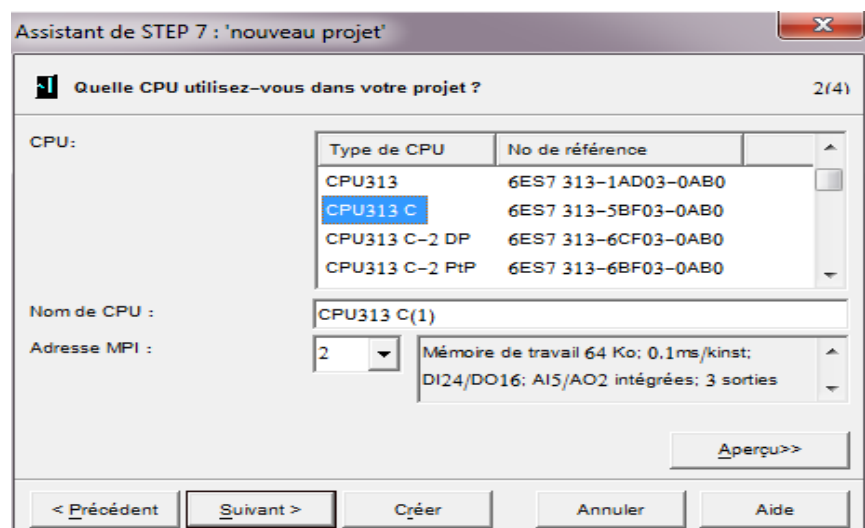 Assistant de STEP 7 : 'nouveau projet'
Quelle CPU utilisez-vous dans votre projet ? 2(4)
CPU:
Type de CPU No de référence
CPU313 6ES7 313-1AD03-0AB0
CPU313 C 6ES7 313-5BF03-0AB0
CPU313 C-2 DP 6ES7 313-6CF03-0AB0
CPU313 C-2 PtP 6ES7 313-6BF03-0AB0
Nom de CPU : CPU313 C(1)
Adresse MPI : 2 Mémoire de travail 64 Ko; 0.1ms/kinst;
DI24/DO16; AI5/AO2 intégrées; 3 sorties
Aperçu>>
< Précédent Suivant > Créer Annuler Aide